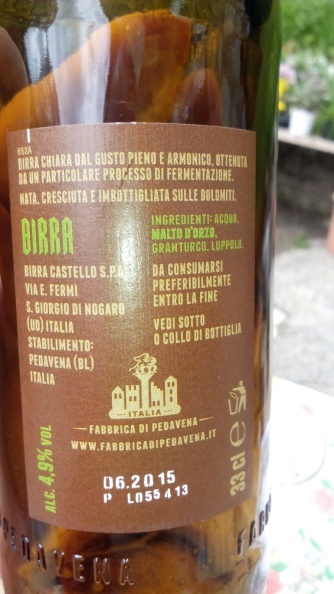 652A
BIRRA CHIARA DAL GUSTO PIENO E ARMONICO, OTTENUTA
DA UN PARTICOLARE PROCESSO DI FERMENTAZIONE.
NATA, CRESCIUTA E IMBOTTIGLIATA SULLE DOLOMITI.
BIRRA
BIRRA CASTELLO S.P.A.
VIA E. FERMI
S. GIORGIO DI NOGARO
(UD) ITALIA
STABILIMENTO:
PEDAVENA (BL)
ITALIA
INGREDIENTI: ACQUA,
MALTO D'ORZO,
GRANTURCO, LUPPOLO.
DA CONSUMARSI
PREFERIBILMENTE
ENTRO LA FINE
VEDI SOTTO
O COLLO DI BOTTIGLIA
ITALIA
FABBRICA DI PEDAVENA
WWW.FABBRICADIPEDAVENA.IT
ALC. 4,9% VOL
33 cl e
06.2015
P L055413
PEDAVENA
FABB